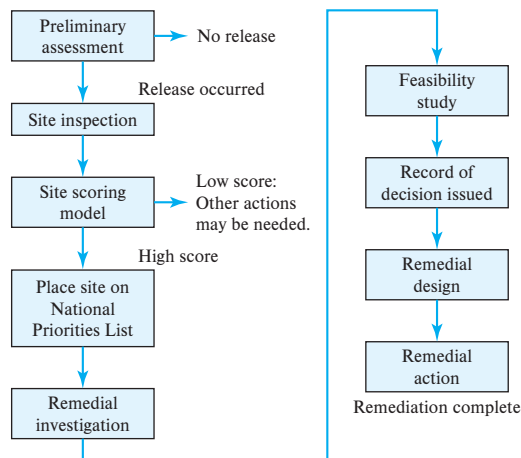 Preliminary
assessment
No release
Release occurred
Site inspection
Site scoring
model
Low score:
Other actions
may be needed.
High score
Place site on
National
Priorities List
Remedial
investigation
Feasibility
study
Record of
decision issued
Remedial
design
Remedial
action
Remediation complete